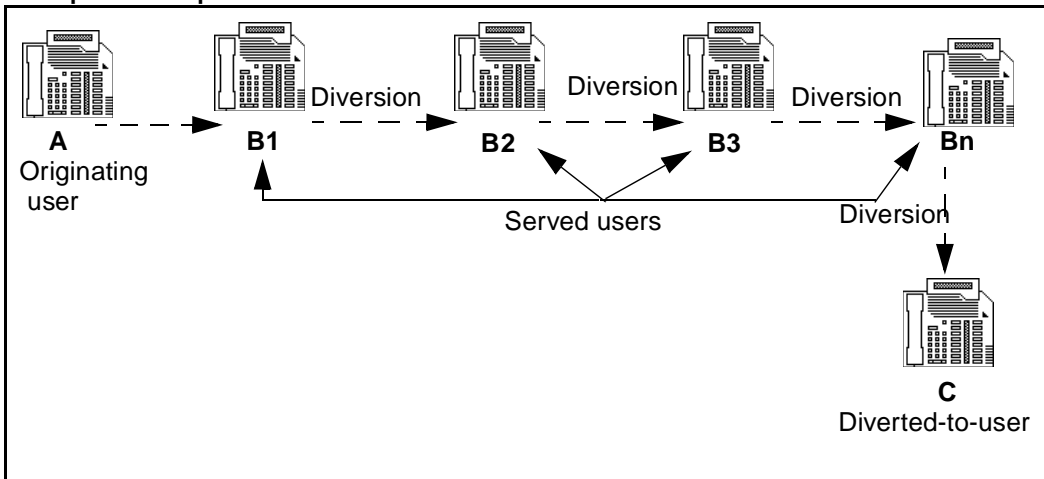 Diversion
Diversion
Diversion
A
B1
B2
B3
Bn
Originating
user
Served users
Diversion
C
Diverted-to-user